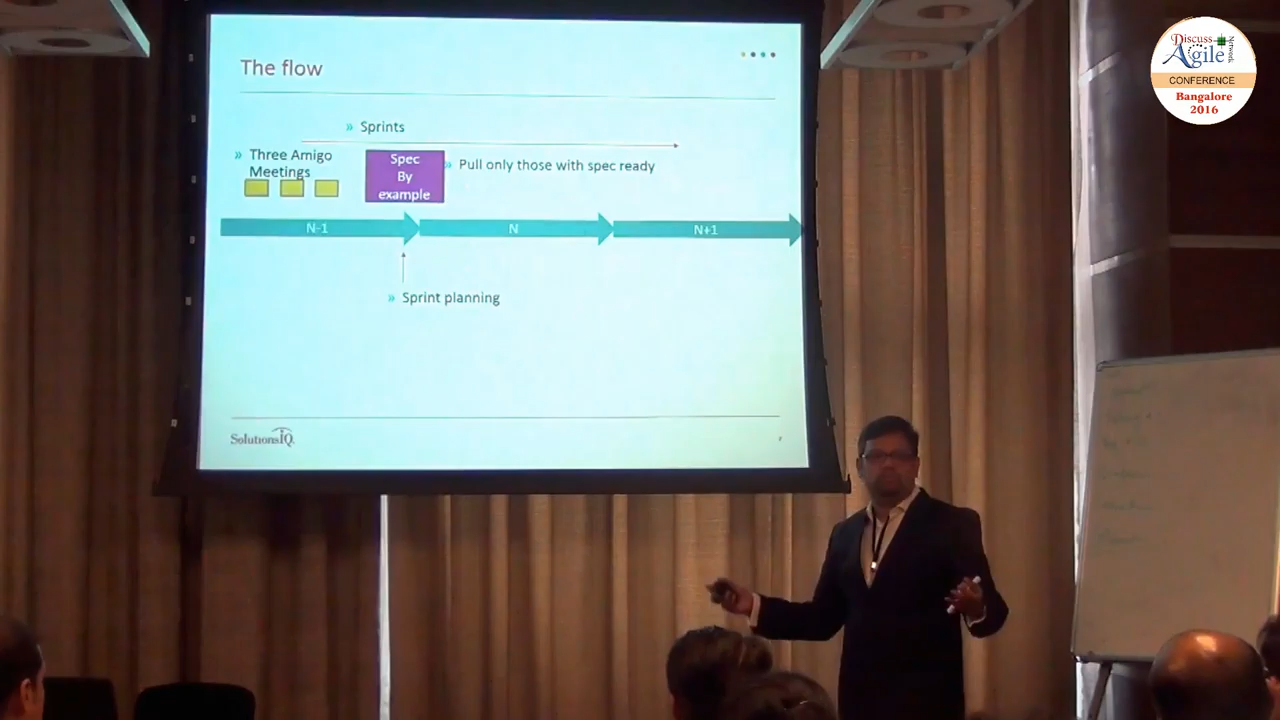 The flow
» Sprints
» Three Amigo
Meetings
Spec
By
example
» Pull only those with spec ready
N-1
N
N+1
» Sprint planning
SolutionsIQ
Discuss
Agile
Network
CONFERENCE
Bangalore
2016